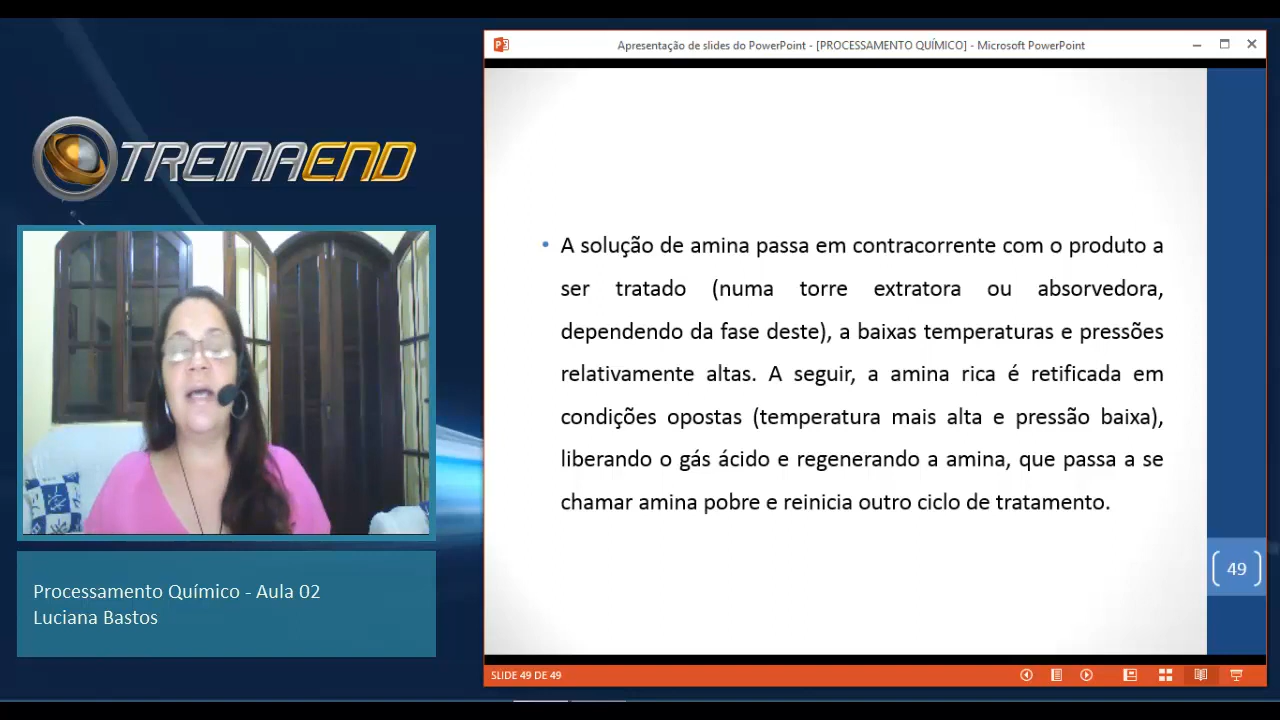 Apresentação de slides do PowerPoint - [PROCESSAMENTO QUÍMICO] - Microsoft PowerPoint
TREINAEND
• A solução de amina passa em contracorrente com o produto a
ser tratado (numa torre extratora ou absorvedora,
dependendo da fase deste), a baixas temperaturas e pressões
relativamente altas. A seguir, a amina rica é retificada em
condições opostas (temperatura mais alta e pressão baixa),
liberando o gás ácido e regenerando a amina, que passa a se
chamar amina pobre e reinicia outro ciclo de tratamento.
49
Processamento Químico - Aula 02
Luciana Bastos
SLIDE 49 DE 49